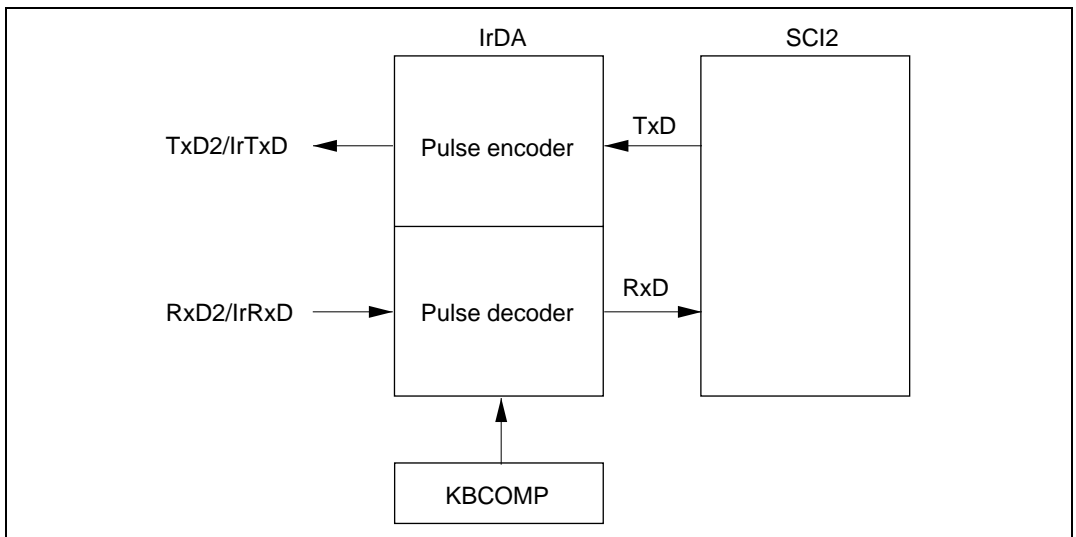 IrDA
SCI2
TxD2/IrTxD
Pulse encoder
TxD
RxD2/IrRxD
Pulse decoder
RxD
KBCOMP